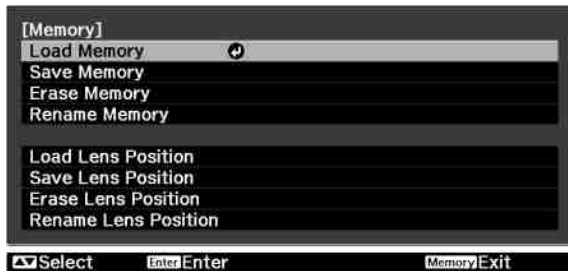 [Memory]
Load Memory
Save Memory
Erase Memory
Rename Memory
Load Lens Position
Save Lens Position
Erase Lens Position
Rename Lens Position
Select Enter Enter Memory Exit